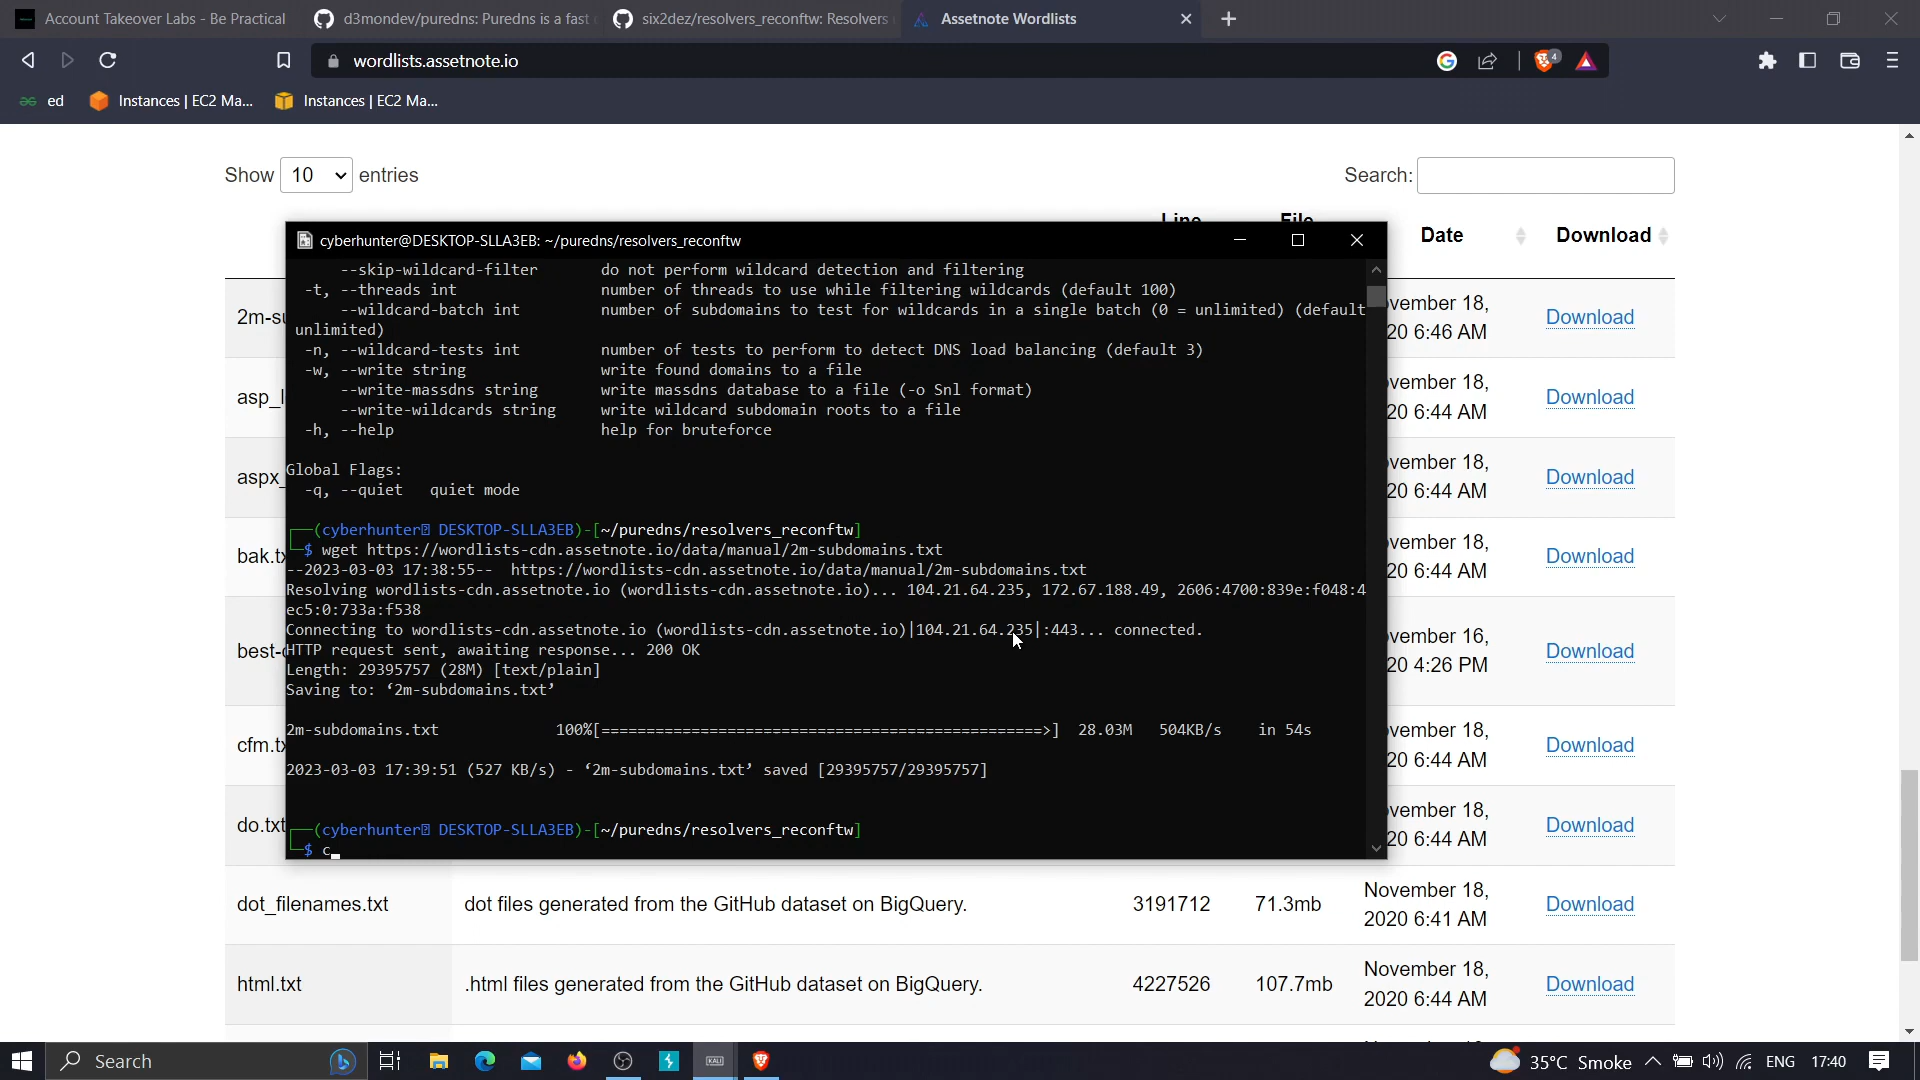 Account Takeover Labs - Be Practical
d3mondev/puredns: Puredns is a fast
six2dez/resolvers_reconftw: Resolvers
Assetnote Wordlists
wordlists.assetnote.io
4
ed
Instances | EC2 Ma...
Instances | EC2 Ma...
Show 10 entries
Search:
Line
File
Date
Download
cyberhunter@DESKTOP-SLLA3EB: ~/puredns/resolvers_reconftw
--skip-wildcard-filter do not perform wildcard detection and filtering
-t, --threads int number of threads to use while filtering wildcards (default 100)
--wildcard-batch int number of subdomains to test for wildcards in a single batch (0 = unlimited) (default
unlimited)
-n, --wildcard-tests int number of tests to perform to detect DNS load balancing (default 3)
-w, --write string write found domains to a file
--write-massdns string write massdns database to a file (-o Snl format)
--write-wildcards string write wildcard subdomain roots to a file
-h, --help help for bruteforce
Global Flags:
-q, --quiet quiet mode
(cyberhunter DESKTOP-SLLA3EB)-[~/puredns/resolvers_reconftw]
$ wget https://wordlists-cdn.assetnote.io/data/manual/2m-subdomains.txt
--2023-03-03 17:38:55-- https://wordlists-cdn.assetnote.io/data/manual/2m-subdomains.txt
Resolving wordlists-cdn.assetnote.io (wordlists-cdn.assetnote.io)... 104.21.64.235, 172.67.188.49, 2606:4700:839e:f048:4
ec5:0:733a:f538
Connecting to wordlists-cdn.assetnote.io (wordlists-cdn.assetnote.io)|104.21.64.235|:443... connected.
HTTP request sent, awaiting response... 200 OK
Length: 29395757 (28M) [text/plain]
Saving to: ‘2m-subdomains.txt’
2m-subdomains.txt 100%[=================================================>] 28.03M 504KB/s in 54s
2023-03-03 17:39:51 (527 KB/s) - ‘2m-subdomains.txt’ saved [29395757/29395757]
(cyberhunter DESKTOP-SLLA3EB)-[~/puredns/resolvers_reconftw]
$ c
2m-su
vember 18,
20 6:46 AM
Download
asp_l
vember 18,
20 6:44 AM
Download
aspx_
vember 18,
20 6:44 AM
Download
bak.tx
vember 18,
20 6:44 AM
Download
best-
vember 16,
20 4:26 PM
Download
cfm.t
vember 18,
20 6:44 AM
Download
do.txt
vember 18,
20 6:44 AM
Download
dot_filenames.txt
dot files generated from the GitHub dataset on BigQuery.
3191712
71.3mb
November 18,
2020 6:41 AM
Download
html.txt
.html files generated from the GitHub dataset on BigQuery.
4227526
107.7mb
November 18,
2020 6:44 AM
Download
Search
KALI
35°C Smoke
ENG
17:40